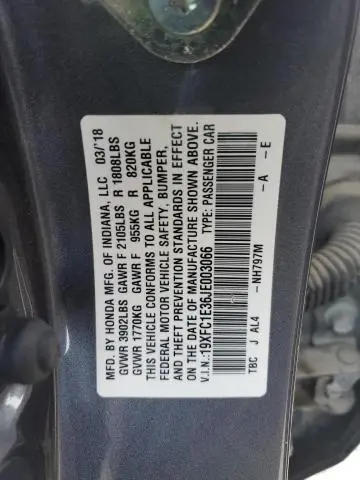 MFD. BY HONDA MFG. OF INDIANA, LLC 03/'18
GVWR 3902LBS GAWR F 2105LBS R 1808LBS
GVWR 1770KG GAWR F 955KG R 820KG
THIS VEHICLE CONFORMS TO ALL APPLICABLE
FEDERAL MOTOR VEHICLE SAFETY, BUMPER,
AND THEFT PREVENTION STANDARDS IN EFFECT
ON THE DATE OF MANUFACTURE SHOWN ABOVE.
V.I.N.:19XFC1E36JE003066 TYPE: PASSENGER CAR
TBC J AL4 -NH797M -A -E